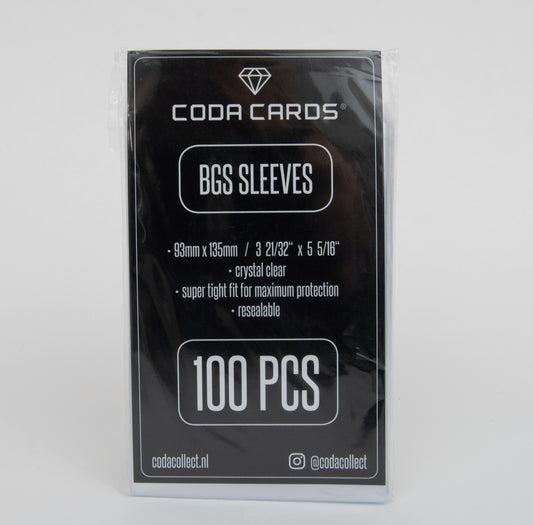 CODA CARDS®
BGS SLEEVES
• 93mm x 135mm / 3 21/32“ x 5 5/16“
• crystal clear
• super tight fit for maximum protection
• resealable
100 PCS
codacollect.nl @codacollect